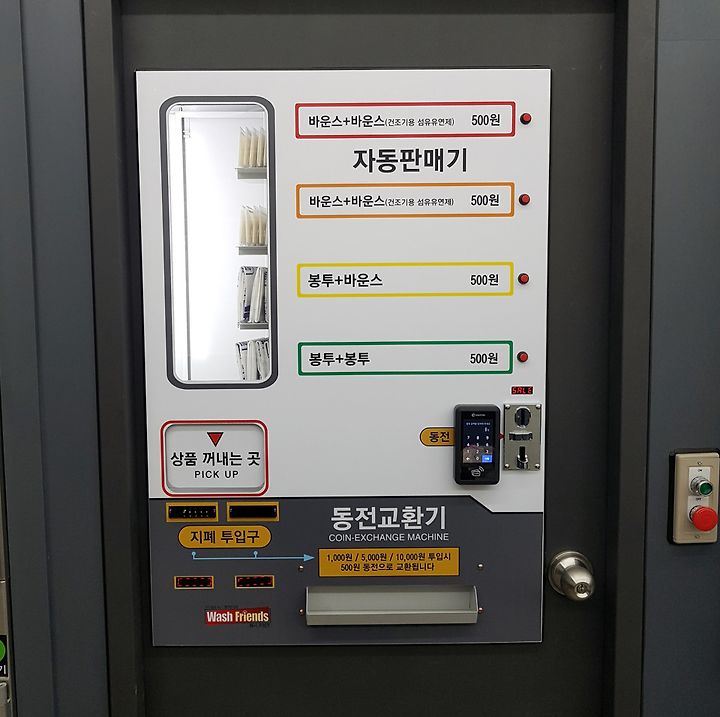 바운스+바운스(건조기용 섬유유연제) 500원
자동판매기
바운스+바운스(건조기용 섬유유연제) 500원
봉투+바운스 500원
봉투+봉투 500원
SALE
동전
상품 꺼내는 곳
PICK UP
동전교환기
COIN-EXCHANGE MACHINE
지폐 투입구
1,000원 / 5,000원 / 10,000원 투입시
500원 동전으로 교환됩니다
Wash Friends
ON
OFF